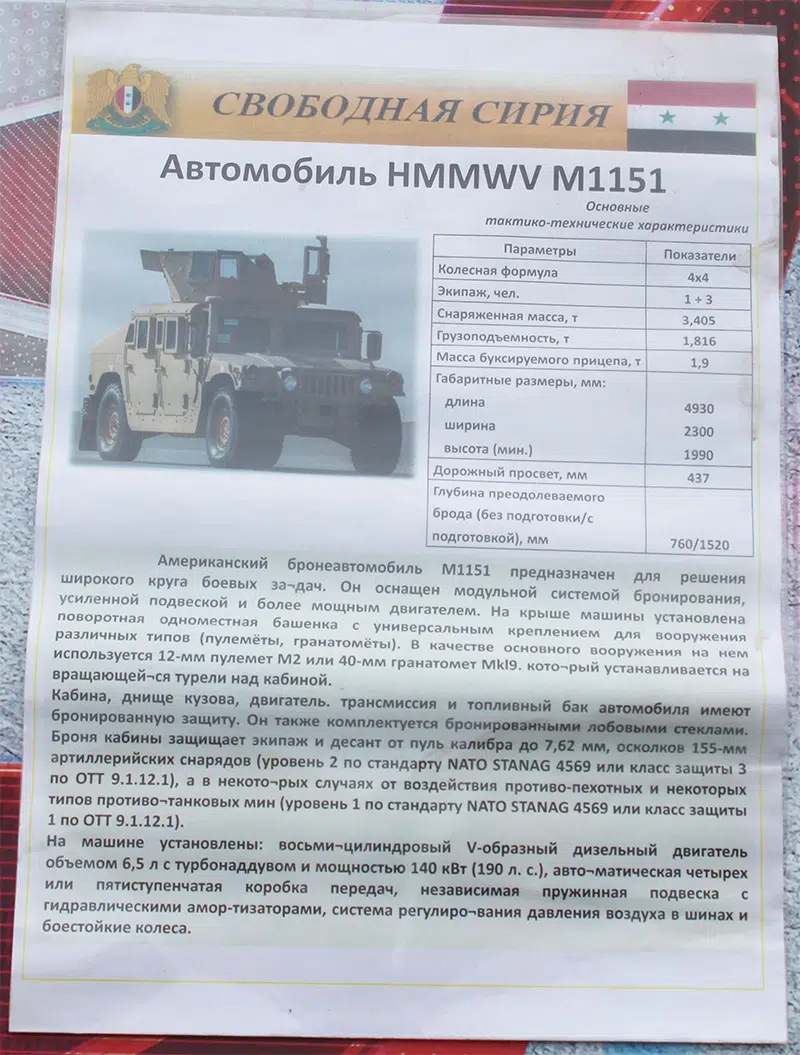 СВОБОДНАЯ СИРИЯ
Автомобиль HMMWV M1151
Основные
тактико-технические характеристики
Параметры Показатели
Колесная формула 4x4
Экипаж, чел. 1 + 3
Снаряженная масса, т 3,405
Грузоподъемность, т 1,816
Масса буксируемого прицепа, т 1,9
Габаритные размеры, мм:
длина 4930
ширина 2300
высота (мин.) 1990
Дорожный просвет, мм 437
Глубина преодолеваемого
брода (без подготовки/с
подготовкой), мм 760/1520
Американский бронеавтомобиль М1151 предназначен для решения
широкого круга боевых за¬дач. Он оснащен модульной системой бронирования,
усиленной подвеской и более мощным двигателем. На крыше машины установлена
поворотная одноместная башенка с универсальным креплением для вооружения
различных типов (пулемёты, гранатомёты). В качестве основного вооружения на нем
используется 12-мм пулемет М2 или 40-мм гранатомет Mkl9. кото¬рый устанавливается на
вращающей¬ся турели над кабиной.
Кабина, днище кузова, двигатель. трансмиссия и топливный бак автомобиля имеют
бронированную защиту. Он также комплектуется бронированными лобовыми стеклами.
Броня кабины защищает экипаж и десант от пуль калибра до 7,62 мм, осколков 155-мм
артиллерийских снарядов (уровень 2 по стандарту NATO STANAG 4569 или класс защиты 3
по ОТТ 9.1.12.1), а в некото¬рых случаях от воздействия противо-пехотных и некоторых
типов противо¬танковых мин (уровень 1 по стандарту NATO STANAG 4569 или класс защиты
1 по ОТТ 9.1.12.1).
На машине установлены: восьми¬цилиндровый V-образный дизельный двигатель
объемом 6,5 л с турбонаддувом и мощностью 140 кВт (190 л. с.), авто¬матическая четырех
или пятиступенчатая коробка передач, независимая пружинная подвеска с
гидравлическими амор-тизаторами, система регулиро¬вания давления воздуха в шинах и
боестойкие колеса.